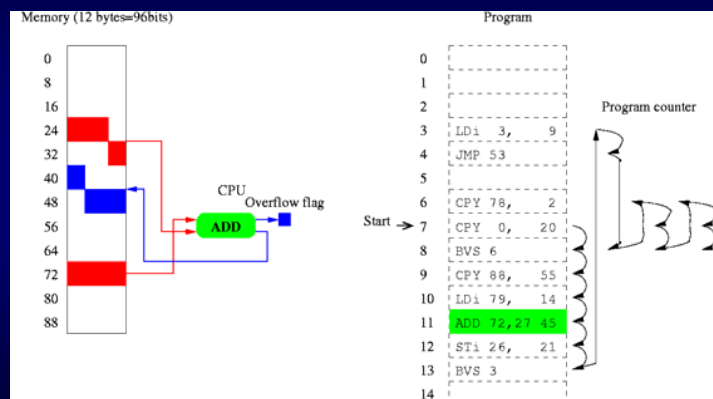 Memory (12 bytes=96bits)
0
8
16
24
32
40
48
56
64
72
80
88
CPU
Overflow flag
ADD
Program
Program counter
Start
0
1
2
3 LDi 3, 9
4 JMP 53
5
6 CPY 78, 2
7 CPY 0, 20
8 BVS 6
9 CPY 88, 55
10 LDi 79, 14
11 ADD 72,27 45
12 STi 26, 21
13 BVS 3
14